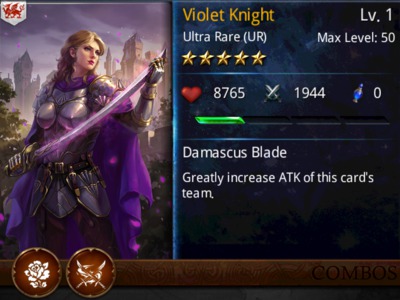 Violet Knight
Lv. 1
Ultra Rare (UR)
Max Level: 50
8765
1944
0
Damascus Blade
Greatly increase ATK of this card's
team.
COMBOS